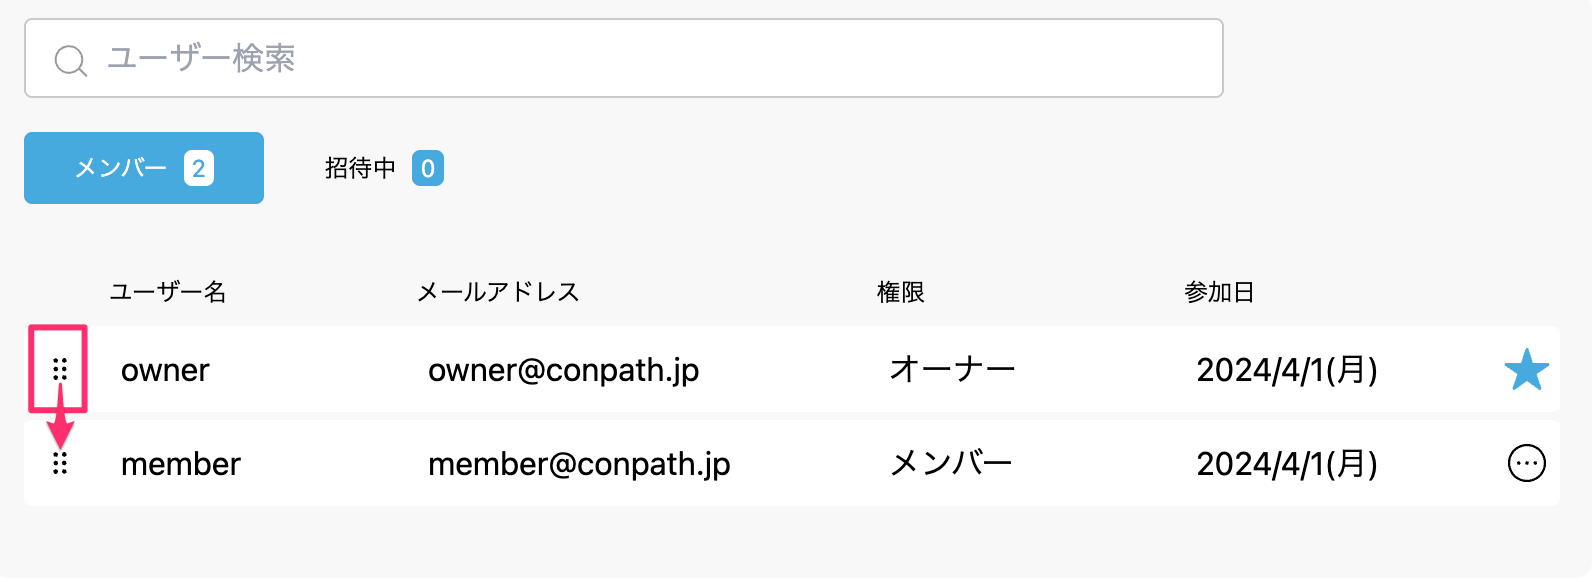 ユーザー検索
メンバー 2 招待中 0
ユーザー名 メールアドレス 権限 参加日
owner owner@conpath.jp オーナー 2024/4/1(月)
member member@conpath.jp メンバー 2024/4/1(月)